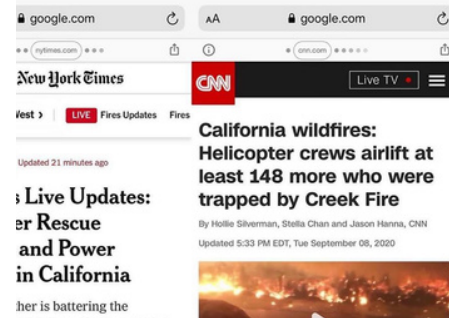 google.com
nytimes.com
New York Times
West >
LIVE Fires Updates Fires
Updated 21 minutes ago
s Live Updates:
er Rescue
and Power
in California
ther is battering the
AA google.com
cnn.com
CNN Live TV
California wildfires:
Helicopter crews airlift at
least 148 more who were
trapped by Creek Fire
By Hollie Silverman, Stella Chan and Jason Hanna, CNN
Updated 5:33 PM EDT, Tue September 08, 2020